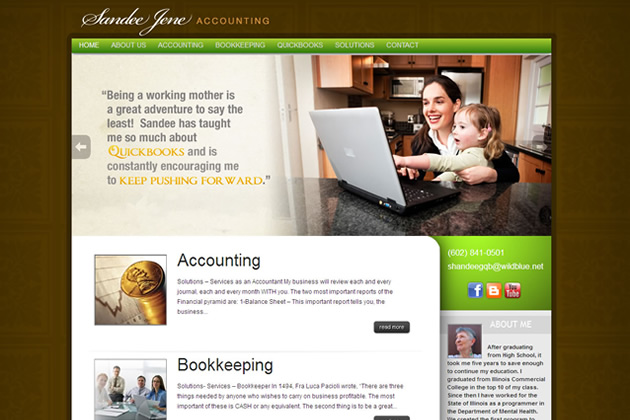 Sandee Jene ACCOUNTING
HOME ABOUT US ACCOUNTING BOOKKEEPING QUICKBOOKS SOLUTIONS CONTACT
“Being a working mother is
a great adventure to say the
least! Sandee has taught
me so much about
QUICKBOOKS and is
constantly encouraging me
to KEEP PUSHING FORWARD.”
Accounting
Solutions – Services as an Accountant My business will review each and every
journal, each and every month WITH you. The two most important reports of the
Financial pyramid are: 1-Balance Sheet – This important report tells you, the
business...
read more
Bookkeeping
Solutions- Services – Bookkeeper In 1494, Fra Luca Pacioli wrote, “There are three
things needed by anyone who wishes to carry on business profitable. The most
important of these is CASH or any equivalent. The second thing is to be a great...
(602) 841-0501
shandeegqb@wildblue.net
You Tube
ABOUT ME
After graduating
from High School, it
took me five years to save enough
to continue my education. I
graduated from Illinois Commercial
College in the top 10 of my class.
Since then I have worked for the
State of Illinois as a programmer in
the Department of Mental Health.
We created the first program to